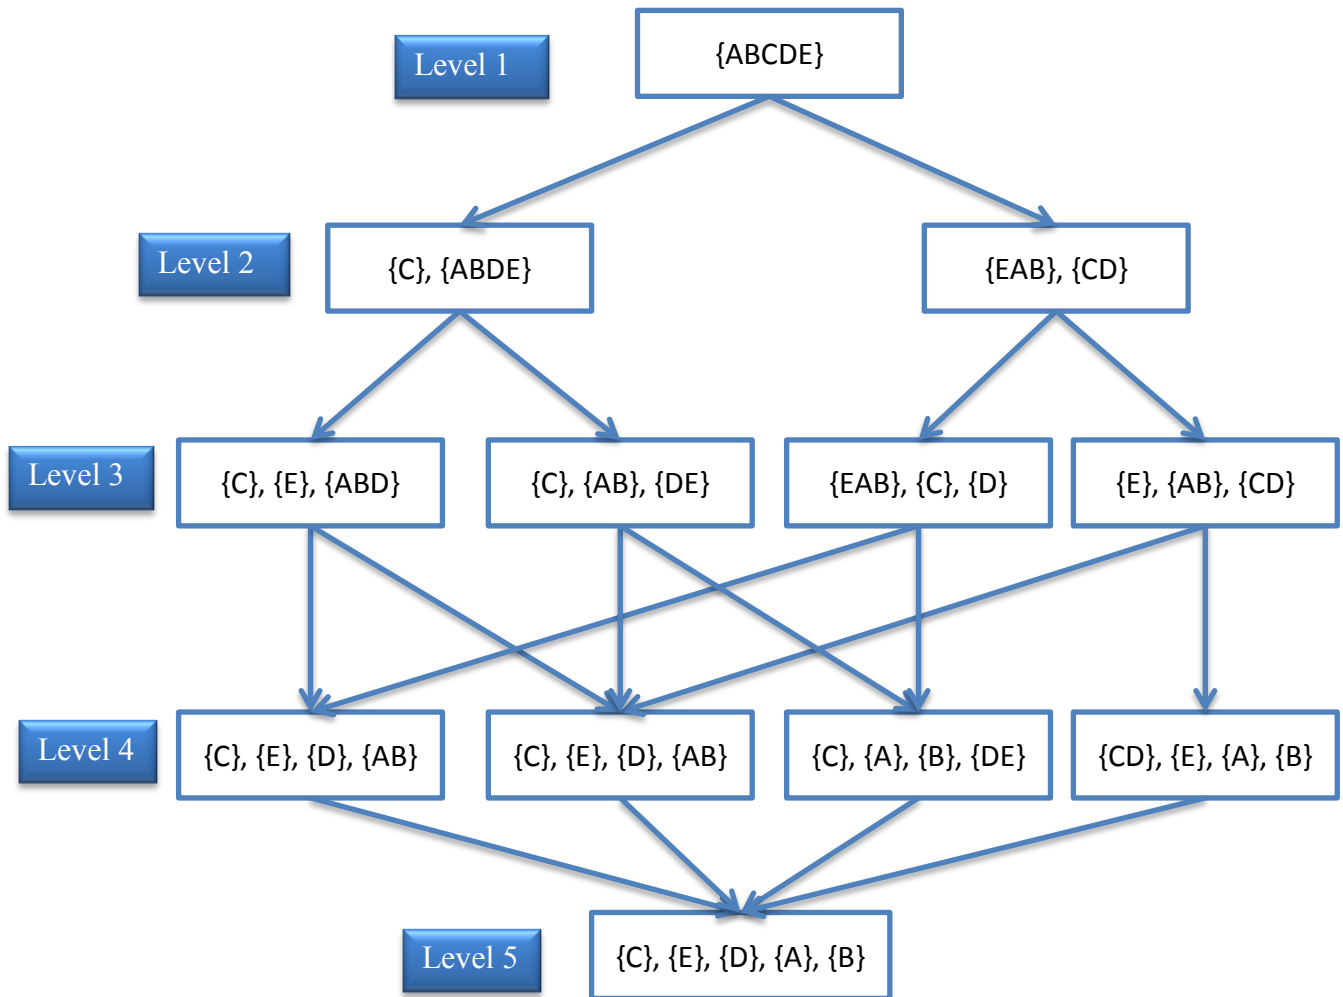 Level 1
{ABCDE}
Level 2
{C}, {ABDE}
{EAB}, {CD}
Level 3
{C}, {E}, {ABD}
{C}, {AB}, {DE}
{EAB}, {C}, {D}
{E}, {AB}, {CD}
Level 4
{C}, {E}, {D}, {AB}
{C}, {E}, {D}, {AB}
{C}, {A}, {B}, {DE}
{CD}, {E}, {A}, {B}
Level 5
{C}, {E}, {D}, {A}, {B}